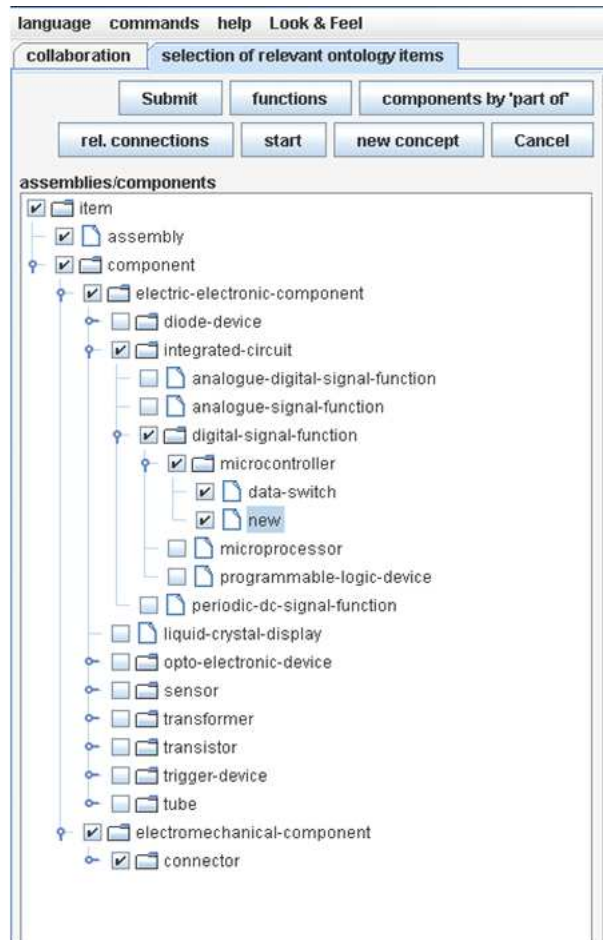 language commands help Look & Feel
collaboration selection of relevant ontology items
Submit functions components by 'part of'
rel. connections start new concept Cancel
assemblies/components
item
assembly
component
electric-electronic-component
diode-device
integrated-circuit
analogue-digital-signal-function
analogue-signal-function
digital-signal-function
microcontroller
data-switch
new
microprocessor
programmable-logic-device
periodic-dc-signal-function
liquid-crystal-display
opto-electronic-device
sensor
transformer
transistor
trigger-device
tube
electromechanical-component
connector